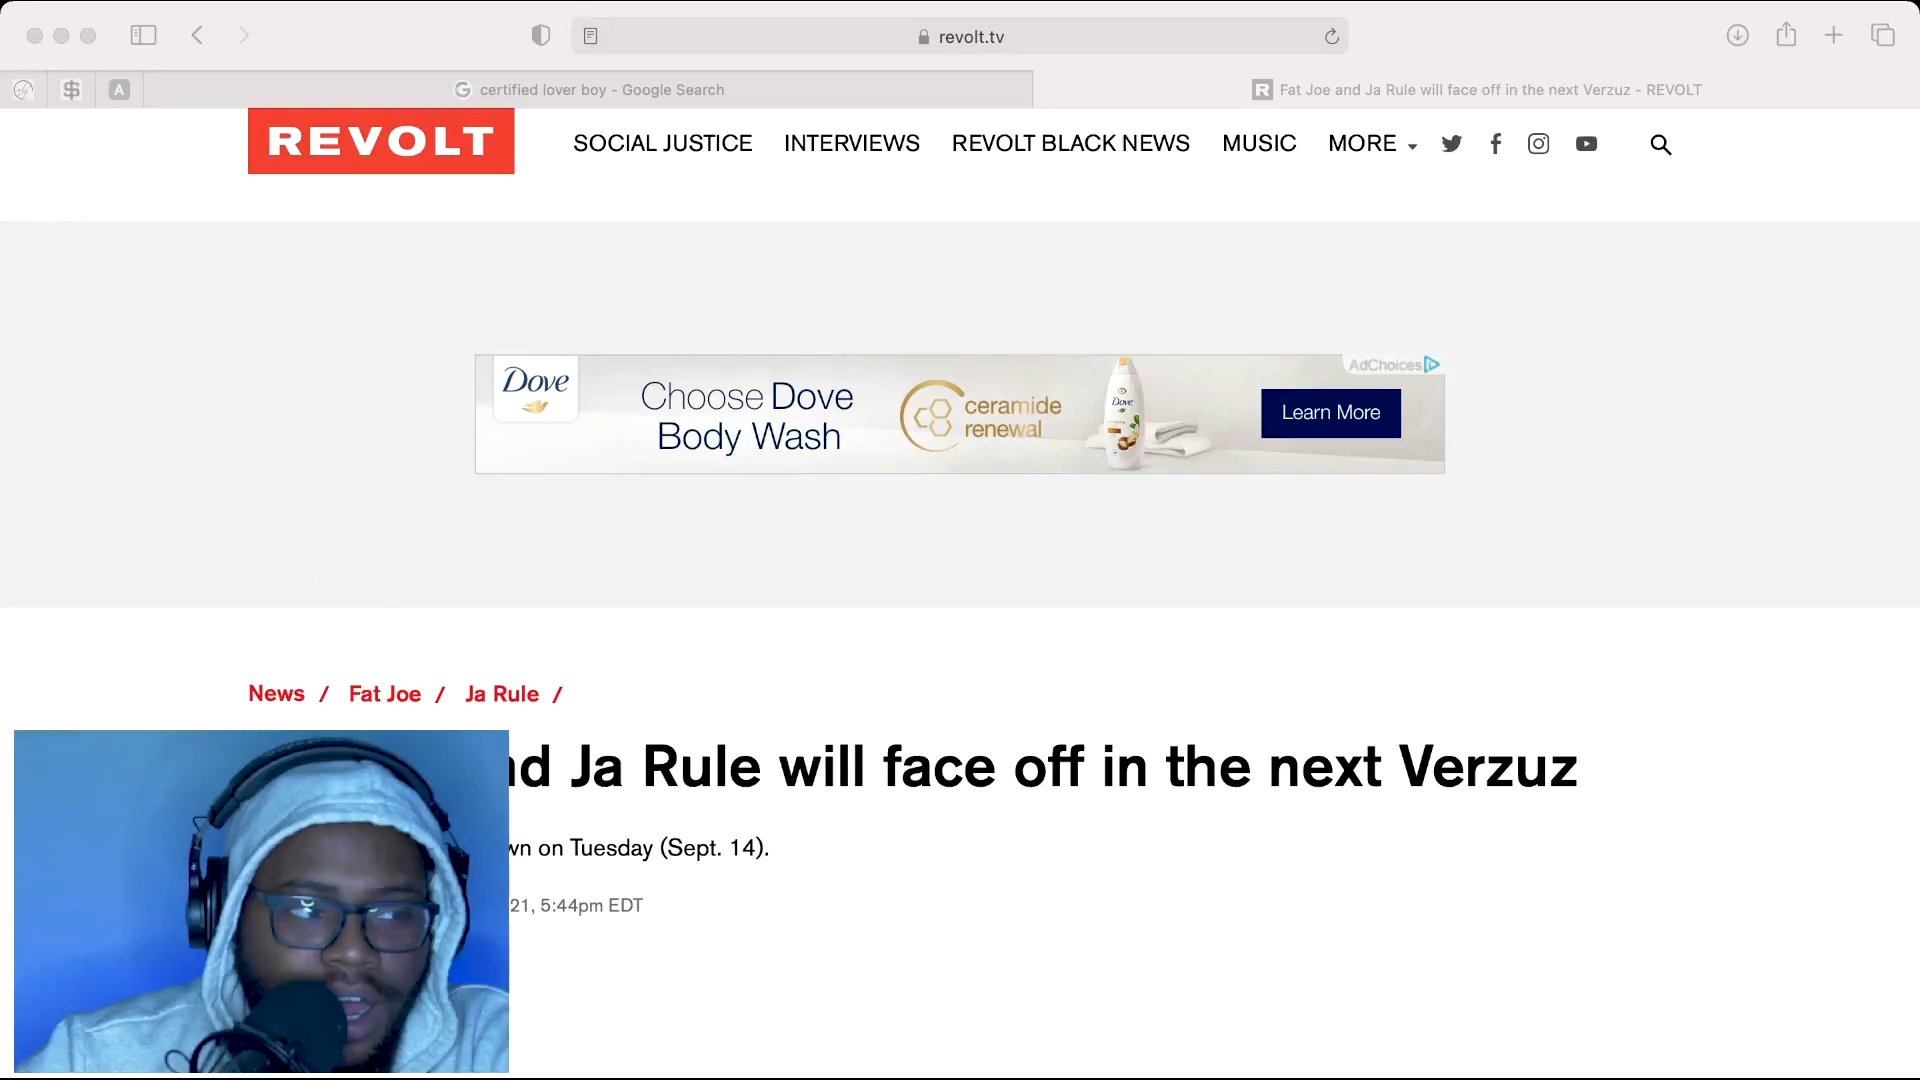 revolt.tv
A
certified lover boy - Google Search
R Fat Joe and Ja Rule will face off in the next Verzuz - REVOLT
REVOLT
SOCIAL JUSTICE INTERVIEWS REVOLT BLACK NEWS MUSIC MORE
AdChoices
Dove
Choose Dove
Body Wash
ceramide
renewal
Dove
Learn More
News / Fat Joe / Ja Rule /
nd Ja Rule will face off in the next Verzuz
wn on Tuesday (Sept. 14).
21, 5:44pm EDT